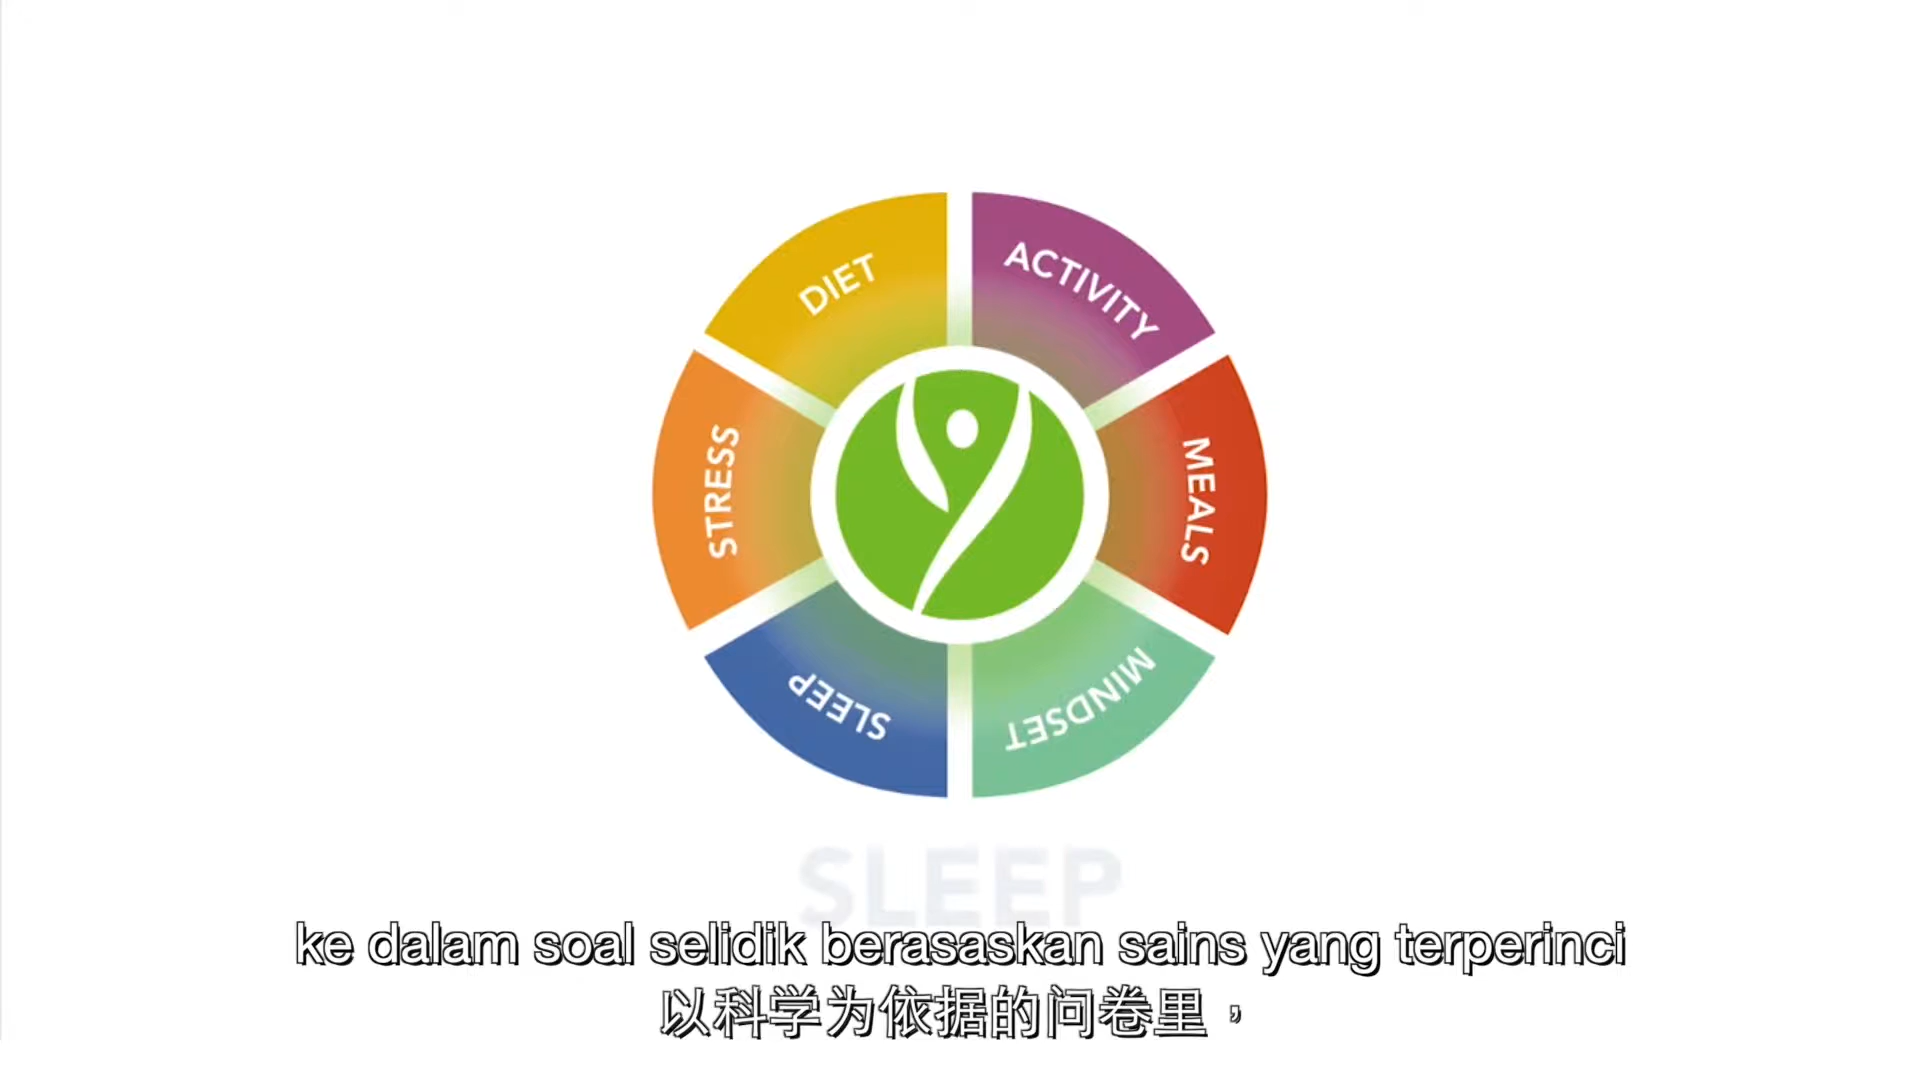 DIET
ACTIVITY
STRESS
MEALS
SLEEP
MINDSET
SLEEP
ke dalam soal selidik berasaskan sains yang terperinci
以科学为依据的问卷里，